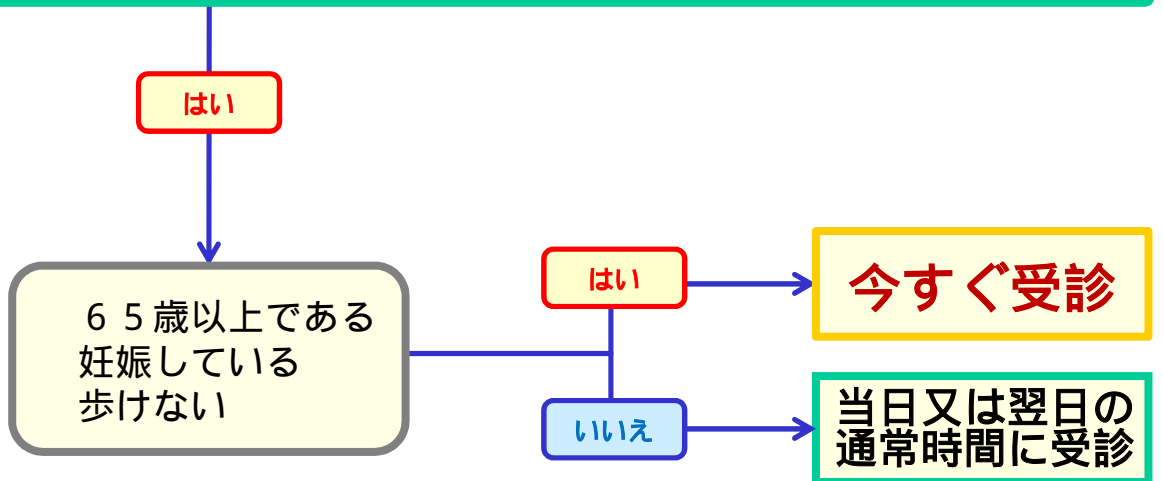 はい
６５歳以上である
妊娠している
歩けない
はい
今すぐ受診
いいえ
当日又は翌日の
通常時間に受診